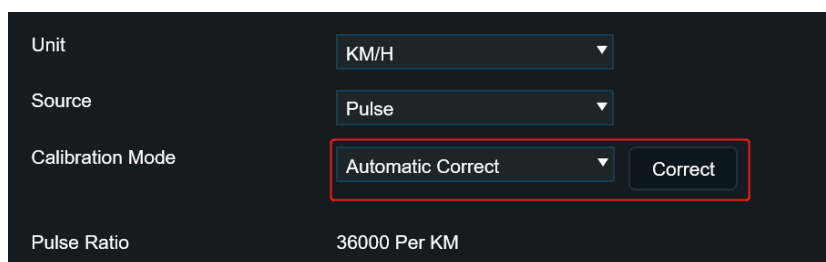 Unit KM/H
Source Pulse
Calibration Mode Automatic Correct Correct
Pulse Ratio 36000 Per KM